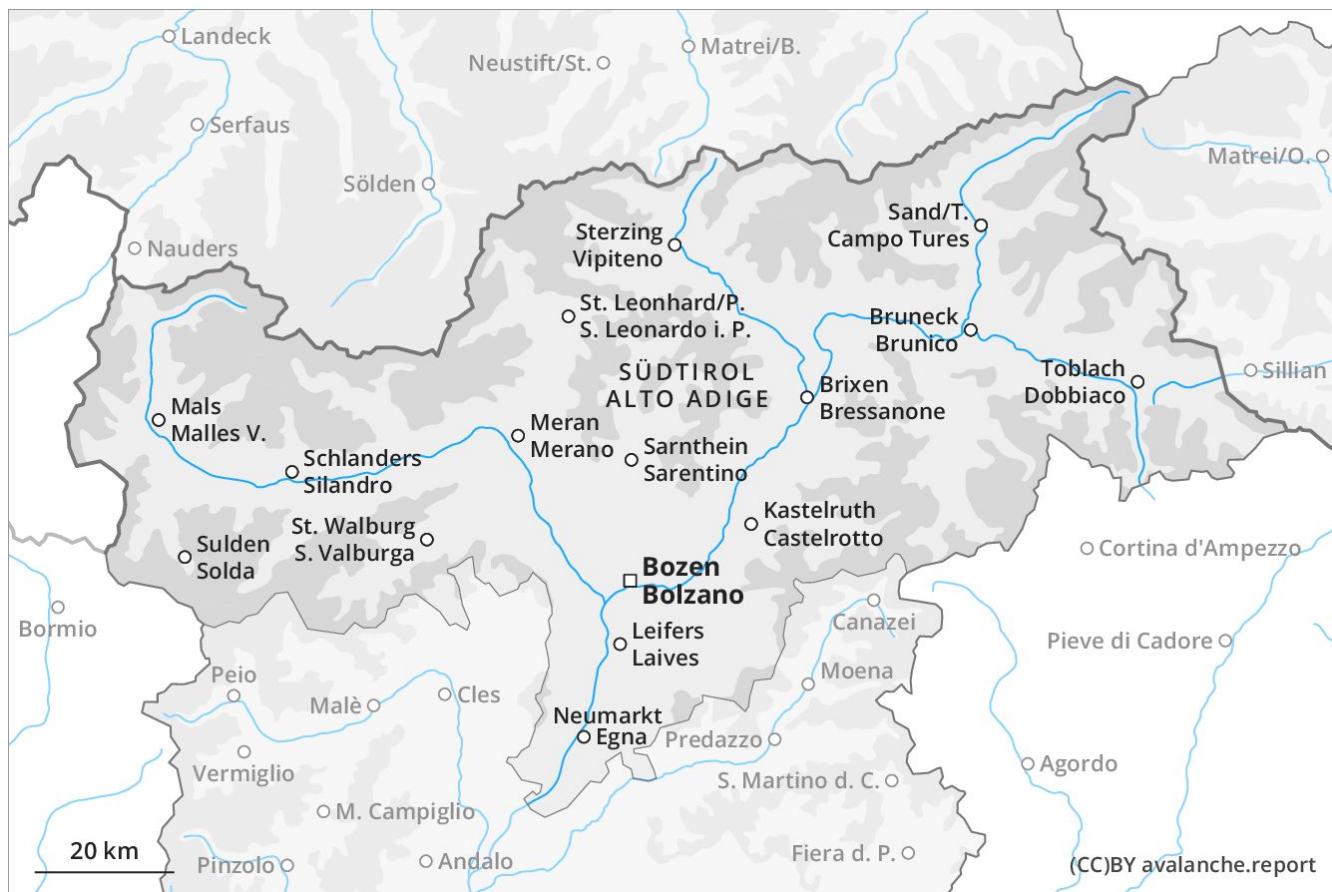 Landeck
Matrei/B.
Neustift/St.
Serfaus
Matrei/O.
Sölden
Sand/T.
Campo Tures
Sterzing
Vipiteno
Nauders
St. Leonhard/P.
S. Leonardo i. P.
Bruneck
Brunico
SÜDTIROL
ALTO ADIGE
Toblach
Dobbiaco
Sillian
Brixen
Bressanone
Mals
Malles V.
Meran
Merano
Schlanders
Silandro
Sarnthein
Sarentino
Kastelruth
Castelrotto
St. Walburg
S. Valburga
Sulden
Solda
Cortina d'Ampezzo
Bozen
Bolzano
Bormio
Canazei
Leifers
Laives
Pieve di Cadore
Peio
Moena
Malè
Cles
Neumarkt
Egna
Predazzo
Vermiglio
Agordo
S. Martino d. C.
M. Campiglio
20 km
Pinzolo
Andalo
Fiera d. P.
(CC)BY avalanche.report